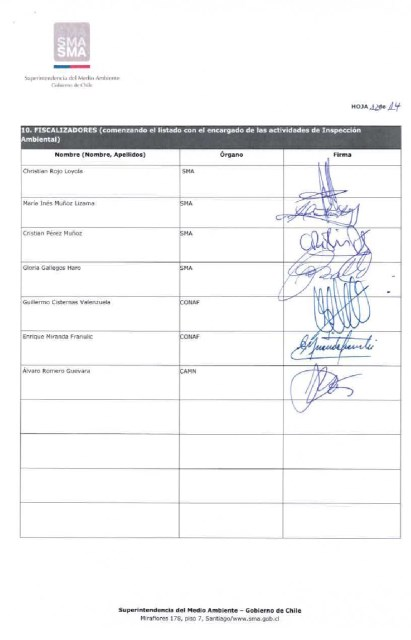 SMA
SMA
Superintendencia del Medio Ambiente
Gobierno de Chile
HOJA 12 de 14
10. FISCALIZADORES (comenzando el listado con el encargado de las actividades de Inspección
Ambiental)
Nombre (Nombre, Apellidos) Órgano Firma
Christian Rojo Loyola SMA
María Inés Muñoz Lizama SMA
Cristian Pérez Muñoz SMA
Gloria Gallegos Haro SMA
Guillermo Cisternas Valenzuela CONAF
Enrique Miranda Franulic CONAF
Álvaro Romero Guevara CAMN
Superintendencia del Medio Ambiente – Gobierno de Chile
Miraflores 178, piso 7, Santiago/www.sma.gob.cl